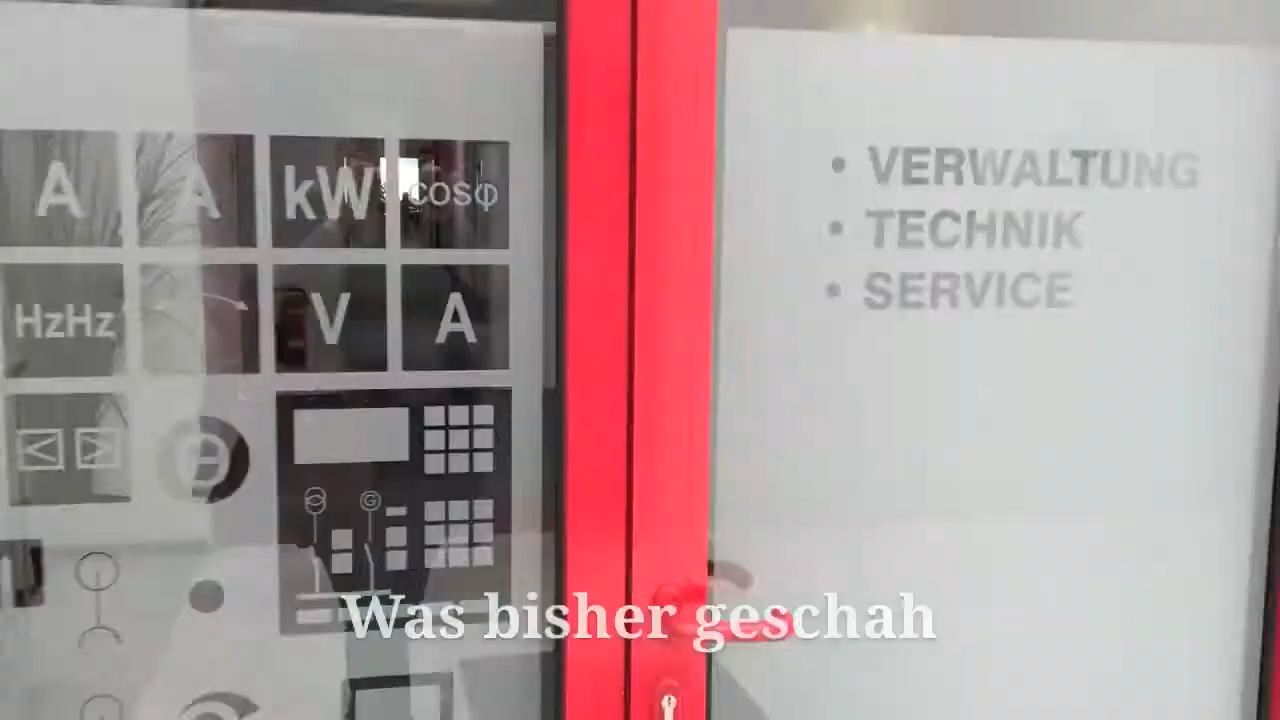 A A kW cosφ
HzHz V A
G
• VERWALTUNG
• TECHNIK
• SERVICE
Was bisher geschah